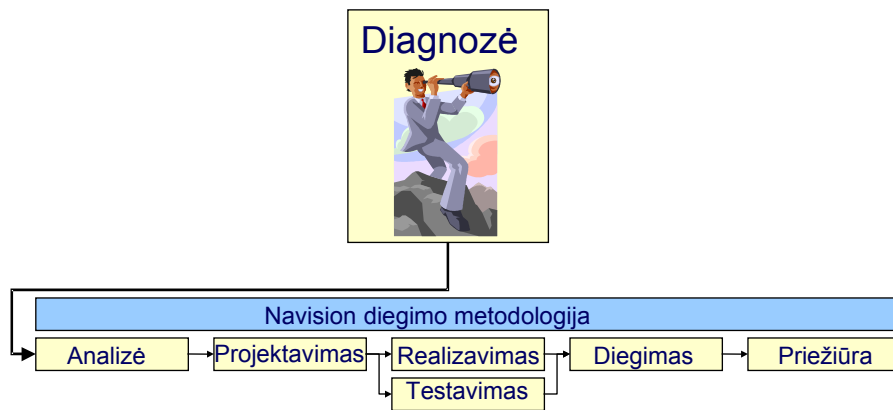 Diagnozė
Navision diegimo metodologija
Analizė
Projektavimas
Realizavimas
Diegimas
Priežiūra
Testavimas